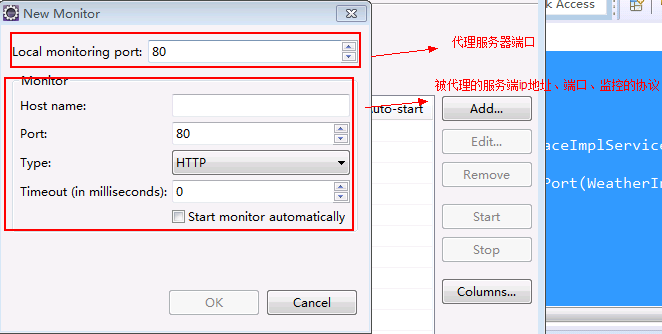 New Monitor
k Access
Local monitoring port: 80
代理服务器端口
Monitor
被代理的服务端ip地址、端口、监控的协议
Host name:
uto-start
Add...
Port: 80
Edit...
aceImplService
Type: HTTP
Remove
Port(WeatherIn
Timeout (in milliseconds): 0
Start monitor automatically
Start
Stop
OK
Cancel
Columns...